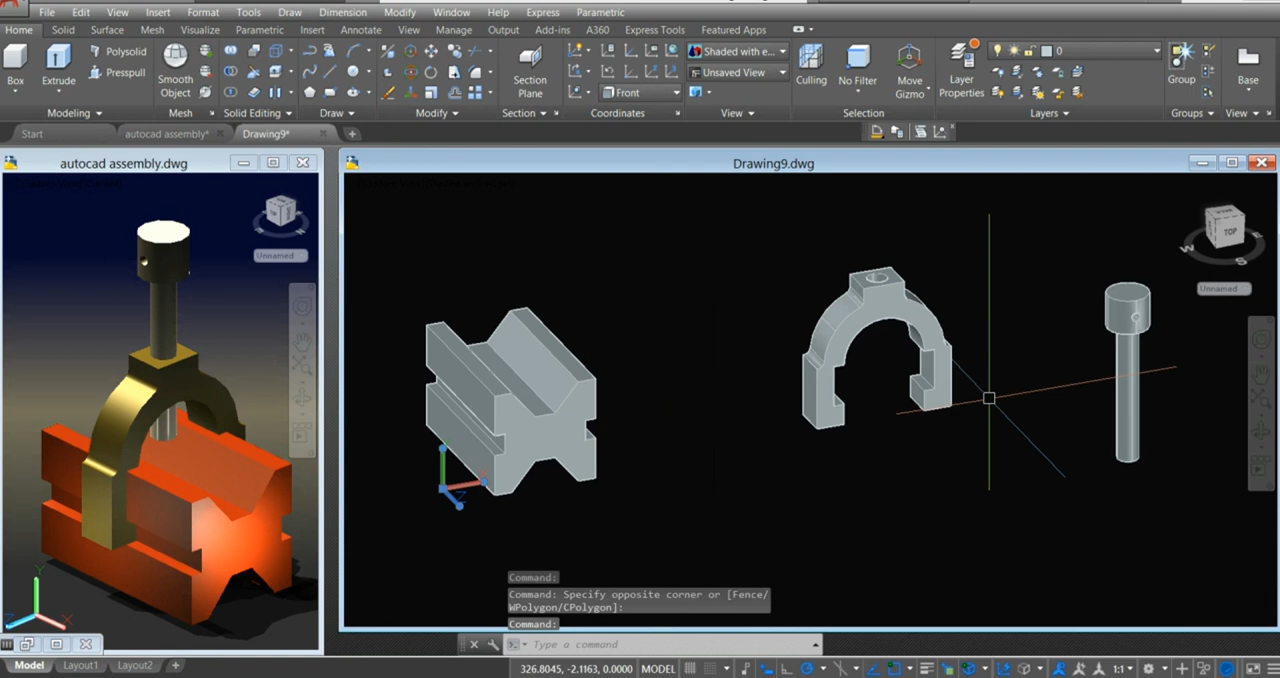 File Edit View Insert Format Tools Draw Dimension Modify Window Help Express Parametric
Home Solid Surface Mesh Visualize Parametric Insert Annotate View Manage Output Add-ins A360 Express Tools Featured Apps
Box
Extrude
Polysolid
Presspull
Smooth
Object
Section
Plane
Shaded with e...
Unsaved View
Front
Culling
No Filter
Move
Gizmo
Layer
Properties
0
Group
Base
Modeling Mesh Solid Editing Draw Modify Section Coordinates View Selection Layers Groups View
Start autocad assembly* Drawing9*
autocad assembly.dwg
Drawing9.dwg
Unnamed
TOP
W
S
Unnamed
Z
Y
X
Z
Command:
Command: Specify opposite corner or [Fence/
WPolygon/CPolygon]:
Command:
Type a command
Model Layout1 Layout2 +
326.8045, -2.1163, 0.0000 MODEL 1:1